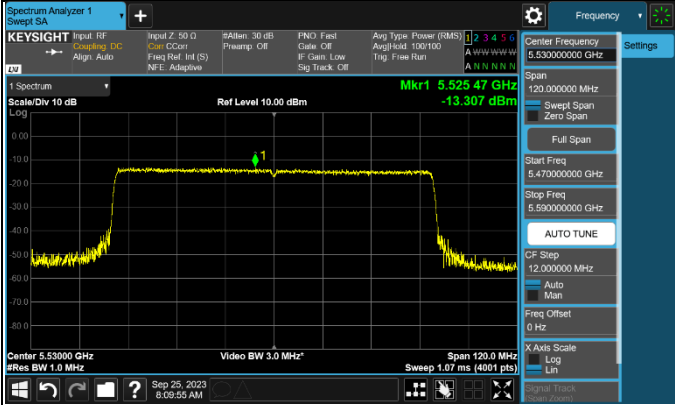 Spectrum Analyzer 1
Swept SA
Frequency
KEYSIGHT
Input: RF
Coupling: DC
Align: Auto
Input Z: 50 Ω
Corr CCorr
Freq Ref: Int (S)
NFE: Adaptive
#Atten: 30 dB
Preamp: Off
PNO: Fast
Gate: Off
IF Gain: Low
Sig Track: Off
Avg Type: Power (RMS)
Avg|Hold: 100/100
Trig: Free Run
1 2 3 4 5 6
A W W W W W
A N N N N N
LXI
1 Spectrum
Scale/Div 10 dB
Log
Ref Level 10.00 dBm
Mkr1 5.525 47 GHz
-13.307 dBm
1
0.00
-10.0
-20.0
-30.0
-40.0
-50.0
-60.0
-70.0
-80.0
Center 5.53000 GHz
#Res BW 1.0 MHz
Video BW 3.0 MHz*
Span 120.0 MHz
Sweep 1.07 ms (4001 pts)
Sep 25, 2023
8:09:55 AM
Center Frequency
5.530000000 GHz
Settings
Span
120.000000 MHz
Swept Span
Zero Span
Full Span
Start Freq
5.470000000 GHz
Stop Freq
5.590000000 GHz
AUTO TUNE
CF Step
12.000000 MHz
Auto
Man
Freq Offset
0 Hz
X Axis Scale
Log
Lin
Signal Track
(Span Zoom)